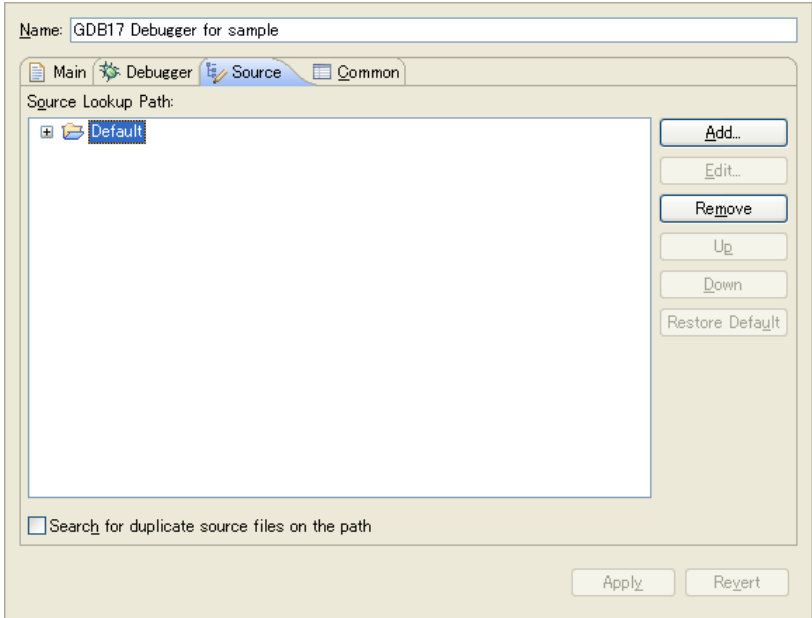 Name: GDB17 Debugger for sample
Main Debugger Source Common
Source Lookup Path:
Default
Add...
Edit...
Remove
Up
Down
Restore Default
Search for duplicate source files on the path
Apply Revert